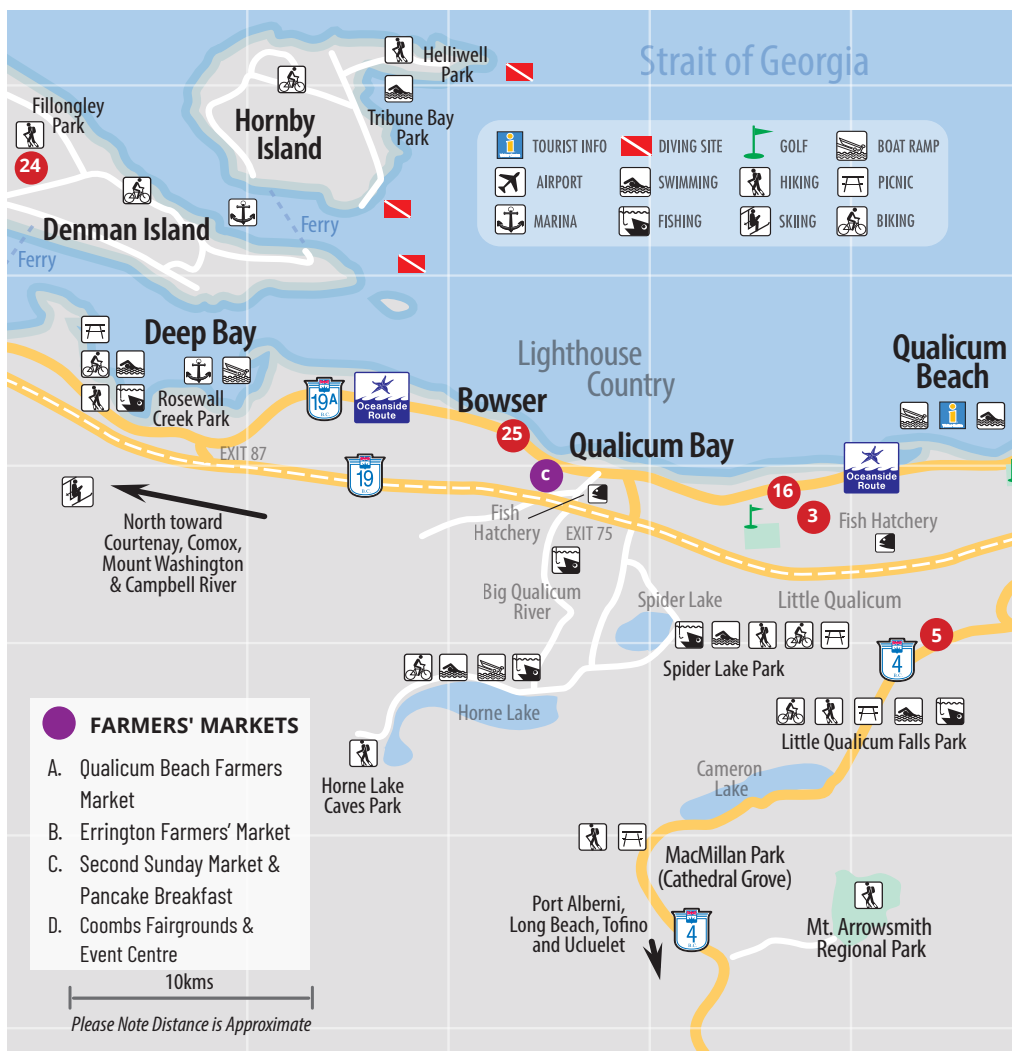 Strait of Georgia
Helliwell
Park
Tribune Bay
Park
Fillongley
Park
24
Hornby
Island
Denman Island
Ferry
Ferry
TOURIST INFO
DIVING SITE
GOLF
BOAT RAMP
AIRPORT
SWIMMING
HIKING
PICNIC
MARINA
FISHING
SKIING
BIKING
Deep Bay
Rosewall
Creek Park
19A
B.C.
Oceanside
Route
Lighthouse
Country
Bowser
25
Qualicum Bay
Qualicum
Beach
EXIT 87
19
B.C.
C
Fish
Hatchery
EXIT 75
16
3
Oceanside
Route
Fish Hatchery
North toward
Courtenay, Comox,
Mount Washington
& Campbell River
Big Qualicum
River
Spider Lake
Little Qualicum
Spider Lake Park
5
4
B.C.
Little Qualicum Falls Park
Horne Lake
Horne Lake
Caves Park
Cameron
Lake
MacMillan Park
(Cathedral Grove)
Port Alberni,
Long Beach, Tofino
and Ucluelet
4
B.C.
Mt. Arrowsmith
Regional Park
FARMERS' MARKETS
A. Qualicum Beach Farmers
Market
B. Errington Farmers’ Market
C. Second Sunday Market &
Pancake Breakfast
D. Coombs Fairgrounds &
Event Centre
10kms
Please Note Distance is Approximate